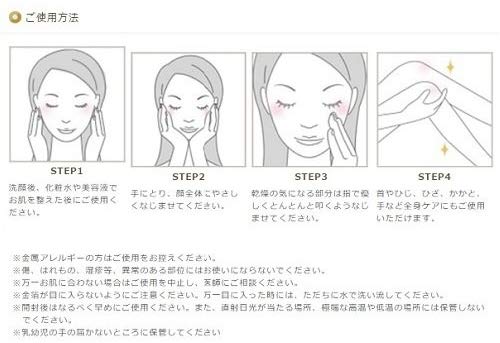 ご使用方法
STEP1
洗顔後、化粧水や美容液で
お肌を整えた後にご使用く
ださい。
STEP2
手にとり、顔全体にやさし
くなじませてください。
STEP3
乾燥の気になる部分は指で優
しくとんとんと叩くようなじ
ませてください。
STEP4
首やひじ、ひざ、かかと、
手など全身ケアにもご使用
いただけます。
※金属アレルギーの方はご使用をお控えください。
※傷、はれもの、湿疹等、異常のある部位にはお使いにならないでください。
※万一お肌に合わない場合はご使用を中止し、医師にご相談ください。
※金箔が目に入らないようにご注意ください。万一目に入った時には、ただちに水で洗い流してください。
※開封後はなるべく早めにご使用ください。また、直射日光が当たる場所、極端な高温や低温の場所には保管しない
でください。
※乳幼児の手の届かないところに保管してください